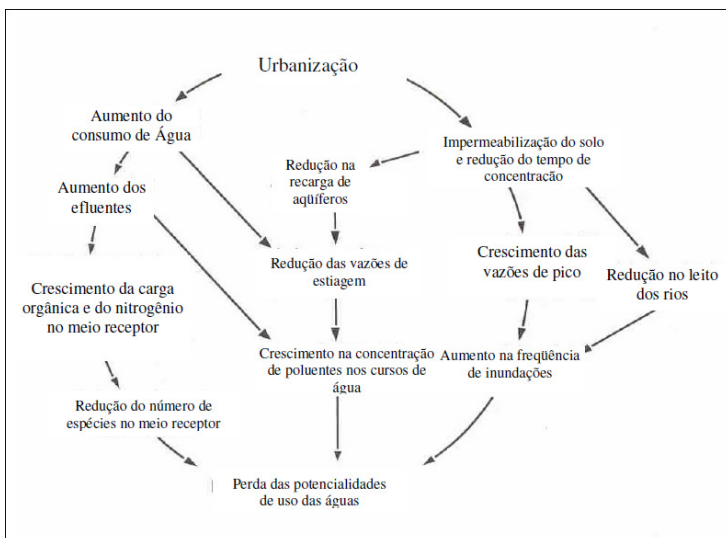 Urbanização
Aumento do
consumo de Água
Impermeabilização do solo
e redução do tempo de
concentracão
Redução na
recarga de
aqüíferos
Aumento dos
efluentes
Crescimento das
vazões de pico
Redução das vazões de
estiagem
Redução no leito
dos rios
Crescimento da carga
orgânica e do nitrogênio
no meio receptor
Crescimento na concentração
de poluentes nos cursos de
água
Aumento na freqüência
de inundações
Redução do número de
espécies no meio receptor
Perda das potencialidades
de uso das águas